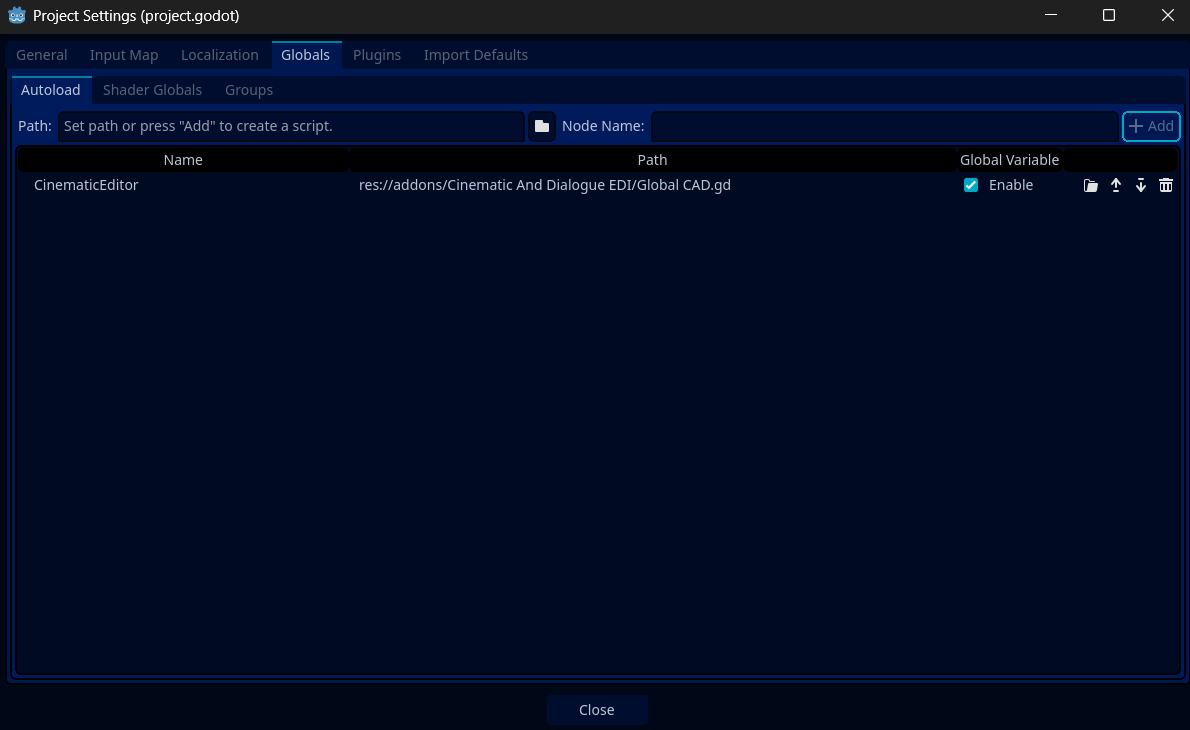 Project Settings (project.godot)
General Input Map Localization Globals Plugins Import Defaults
Autoload Shader Globals Groups
Path: Set path or press "Add" to create a script. Node Name: Add
Name Path Global Variable
CinematicEditor res://addons/Cinematic And Dialogue EDI/Global CAD.gd Enable
Close